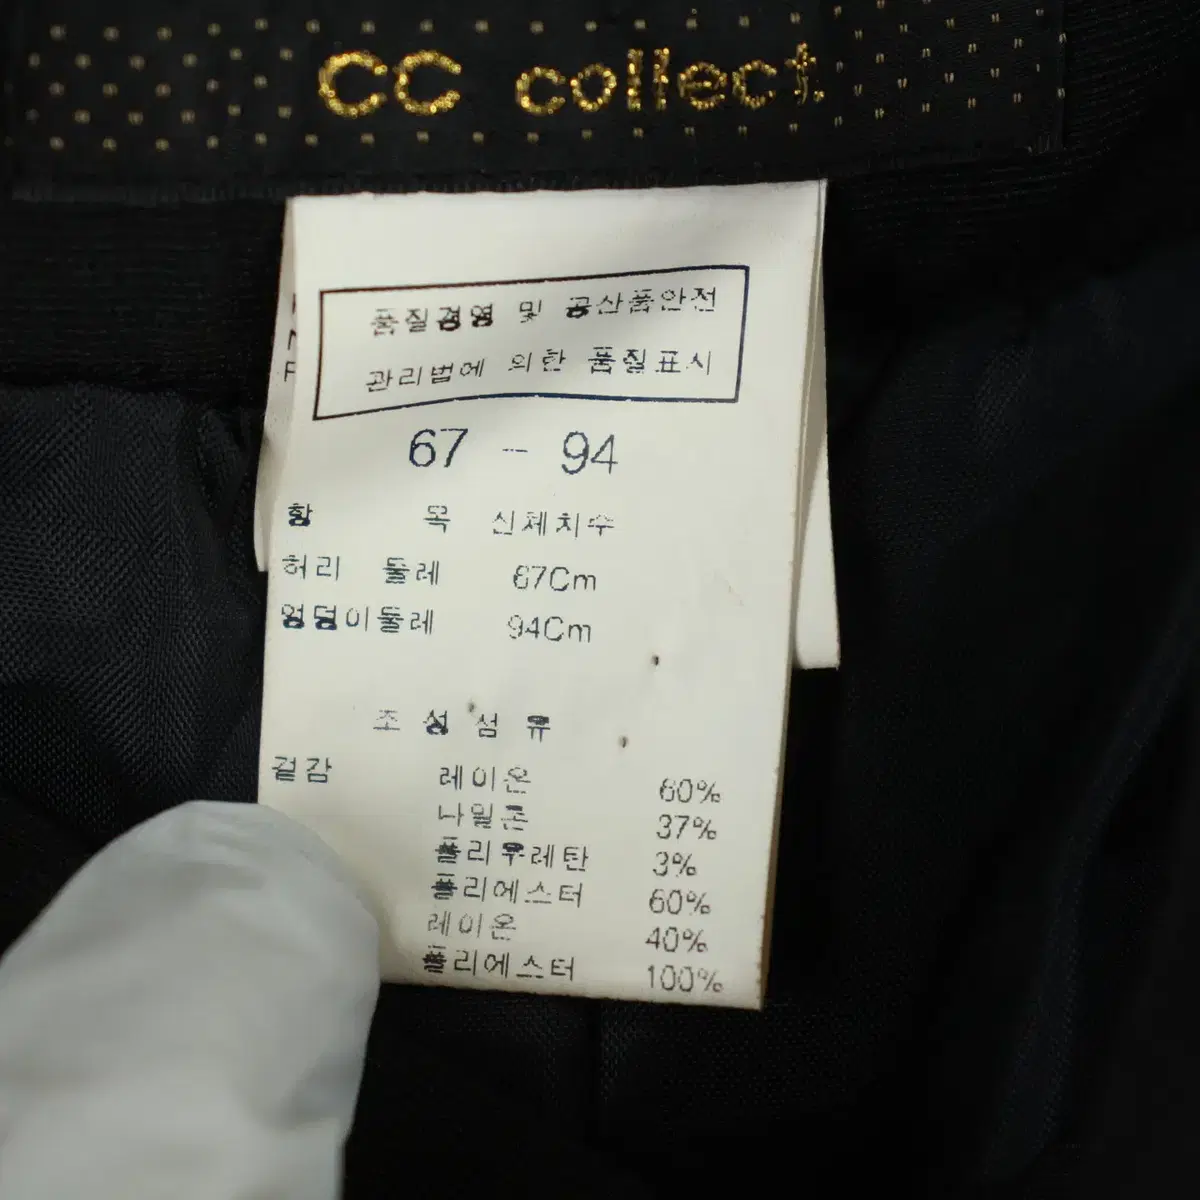 CC collect.
품질경영 및 공산품안전
관리법에 의한 품질표시
67 - 94
항 목 신체치수
허리 둘레 67Cm
엉덩이둘레 94Cm
조 성 섬 유
겉감 레이온 60%
나일론 37%
폴리우레탄 3%
폴리에스터 60%
레이온 40%
폴리에스터 100%